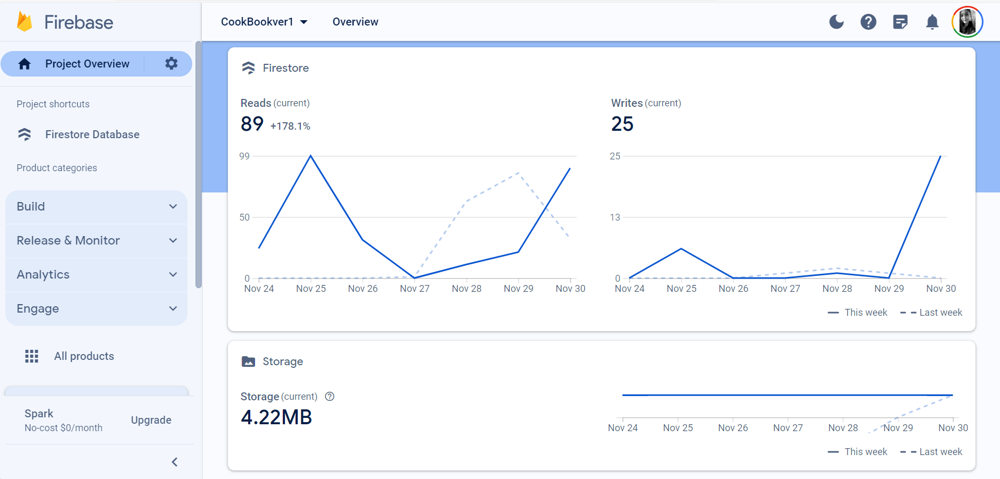 Firebase
CookBookver1
Overview
Project Overview
Project shortcuts
Firestore Database
Product categories
Build
Release & Monitor
Analytics
Engage
All products
Spark
No-cost $0/month
Upgrade
Firestore
Reads (current)
89 +178.1%
99
50
0
Nov 24 Nov 25 Nov 26 Nov 27 Nov 28 Nov 29 Nov 30
Writes (current)
25
25
13
0
Nov 24 Nov 25 Nov 26 Nov 27 Nov 28 Nov 29 Nov 30
This week Last week
Storage
Storage (current)
4.22MB
Nov 24 Nov 25 Nov 26 Nov 27 Nov 28 Nov 29 Nov 30
This week Last week